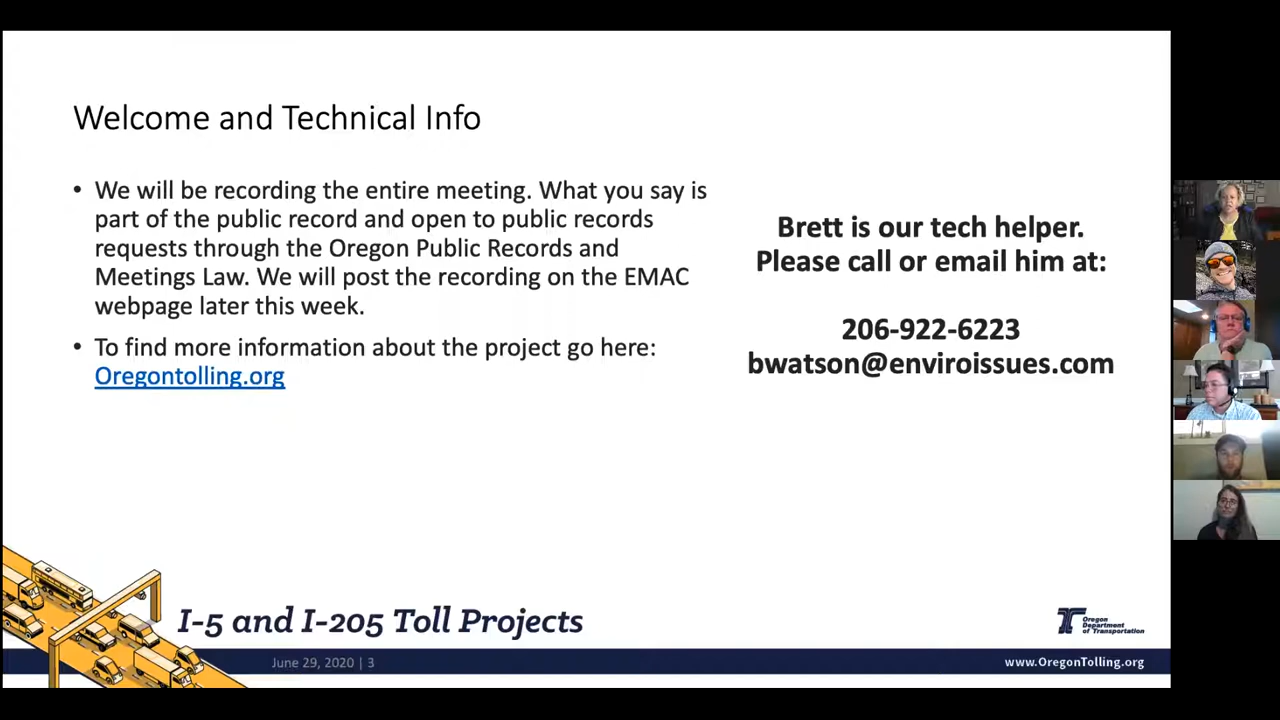 Welcome and Technical Info
• We will be recording the entire meeting. What you say is
part of the public record and open to public records
requests through the Oregon Public Records and
Meetings Law. We will post the recording on the EMAC
webpage later this week.
• To find more information about the project go here:
Oregontolling.org
Brett is our tech helper.
Please call or email him at:
206-922-6223
bwatson@enviroissues.com
I-5 and I-205 Toll Projects
Oregon
Department
of Transportation
June 29, 2020 | 3
www.OregonTolling.org